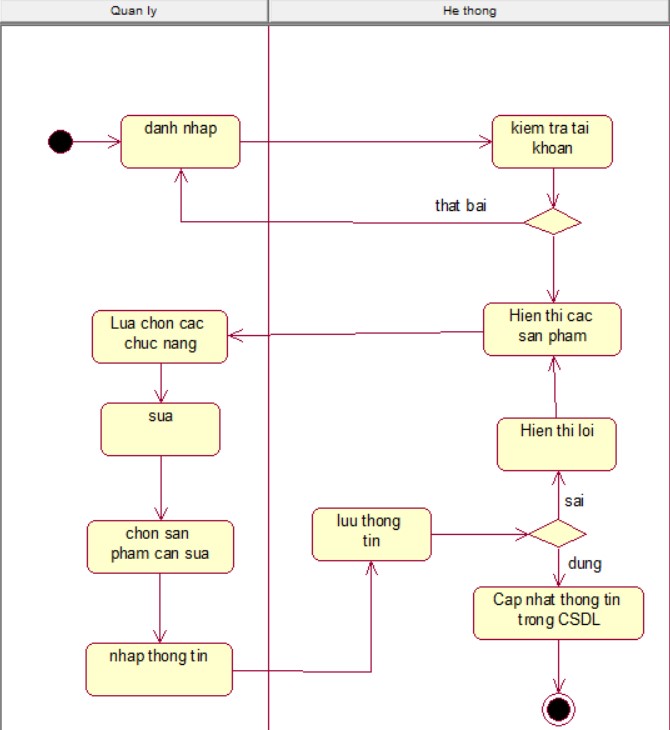 Quan ly
He thong
danh nhap
kiem tra tai
khoan
that bai
Hien thi cac
san pham
Lua chon cac
chuc nang
sua
Hien thi loi
sai
chon san
pham can sua
luu thong
tin
dung
Cap nhat thong tin
trong CSDL
nhap thong tin